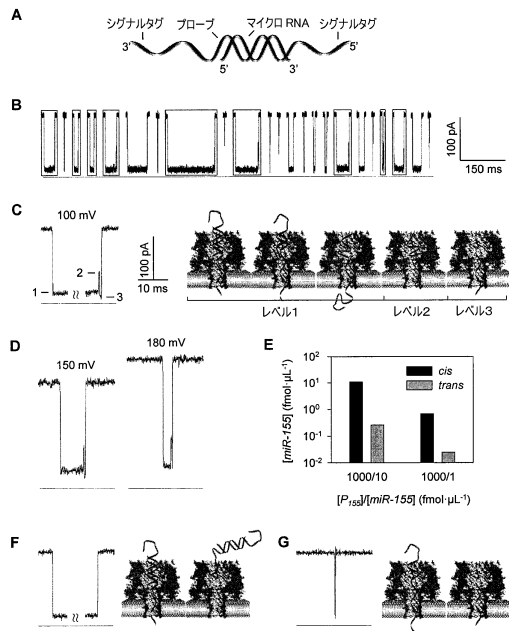 A
シグナルタグ プローブ マイクロ RNA シグナルタグ
3' 5'
5' 3'
B
100 pA
150 ms
C
100 mV
2
1
3
100 pA
10 ms
レベル1 レベル2 レベル3
D
150 mV
180 mV
E
[miR-155] (fmol·μL-1)
10²
10¹
10⁰
10⁻¹
10⁻²
cis
trans
1000/10 1000/1
[P155]/[miR-155] (fmol·μL-1)
F
G